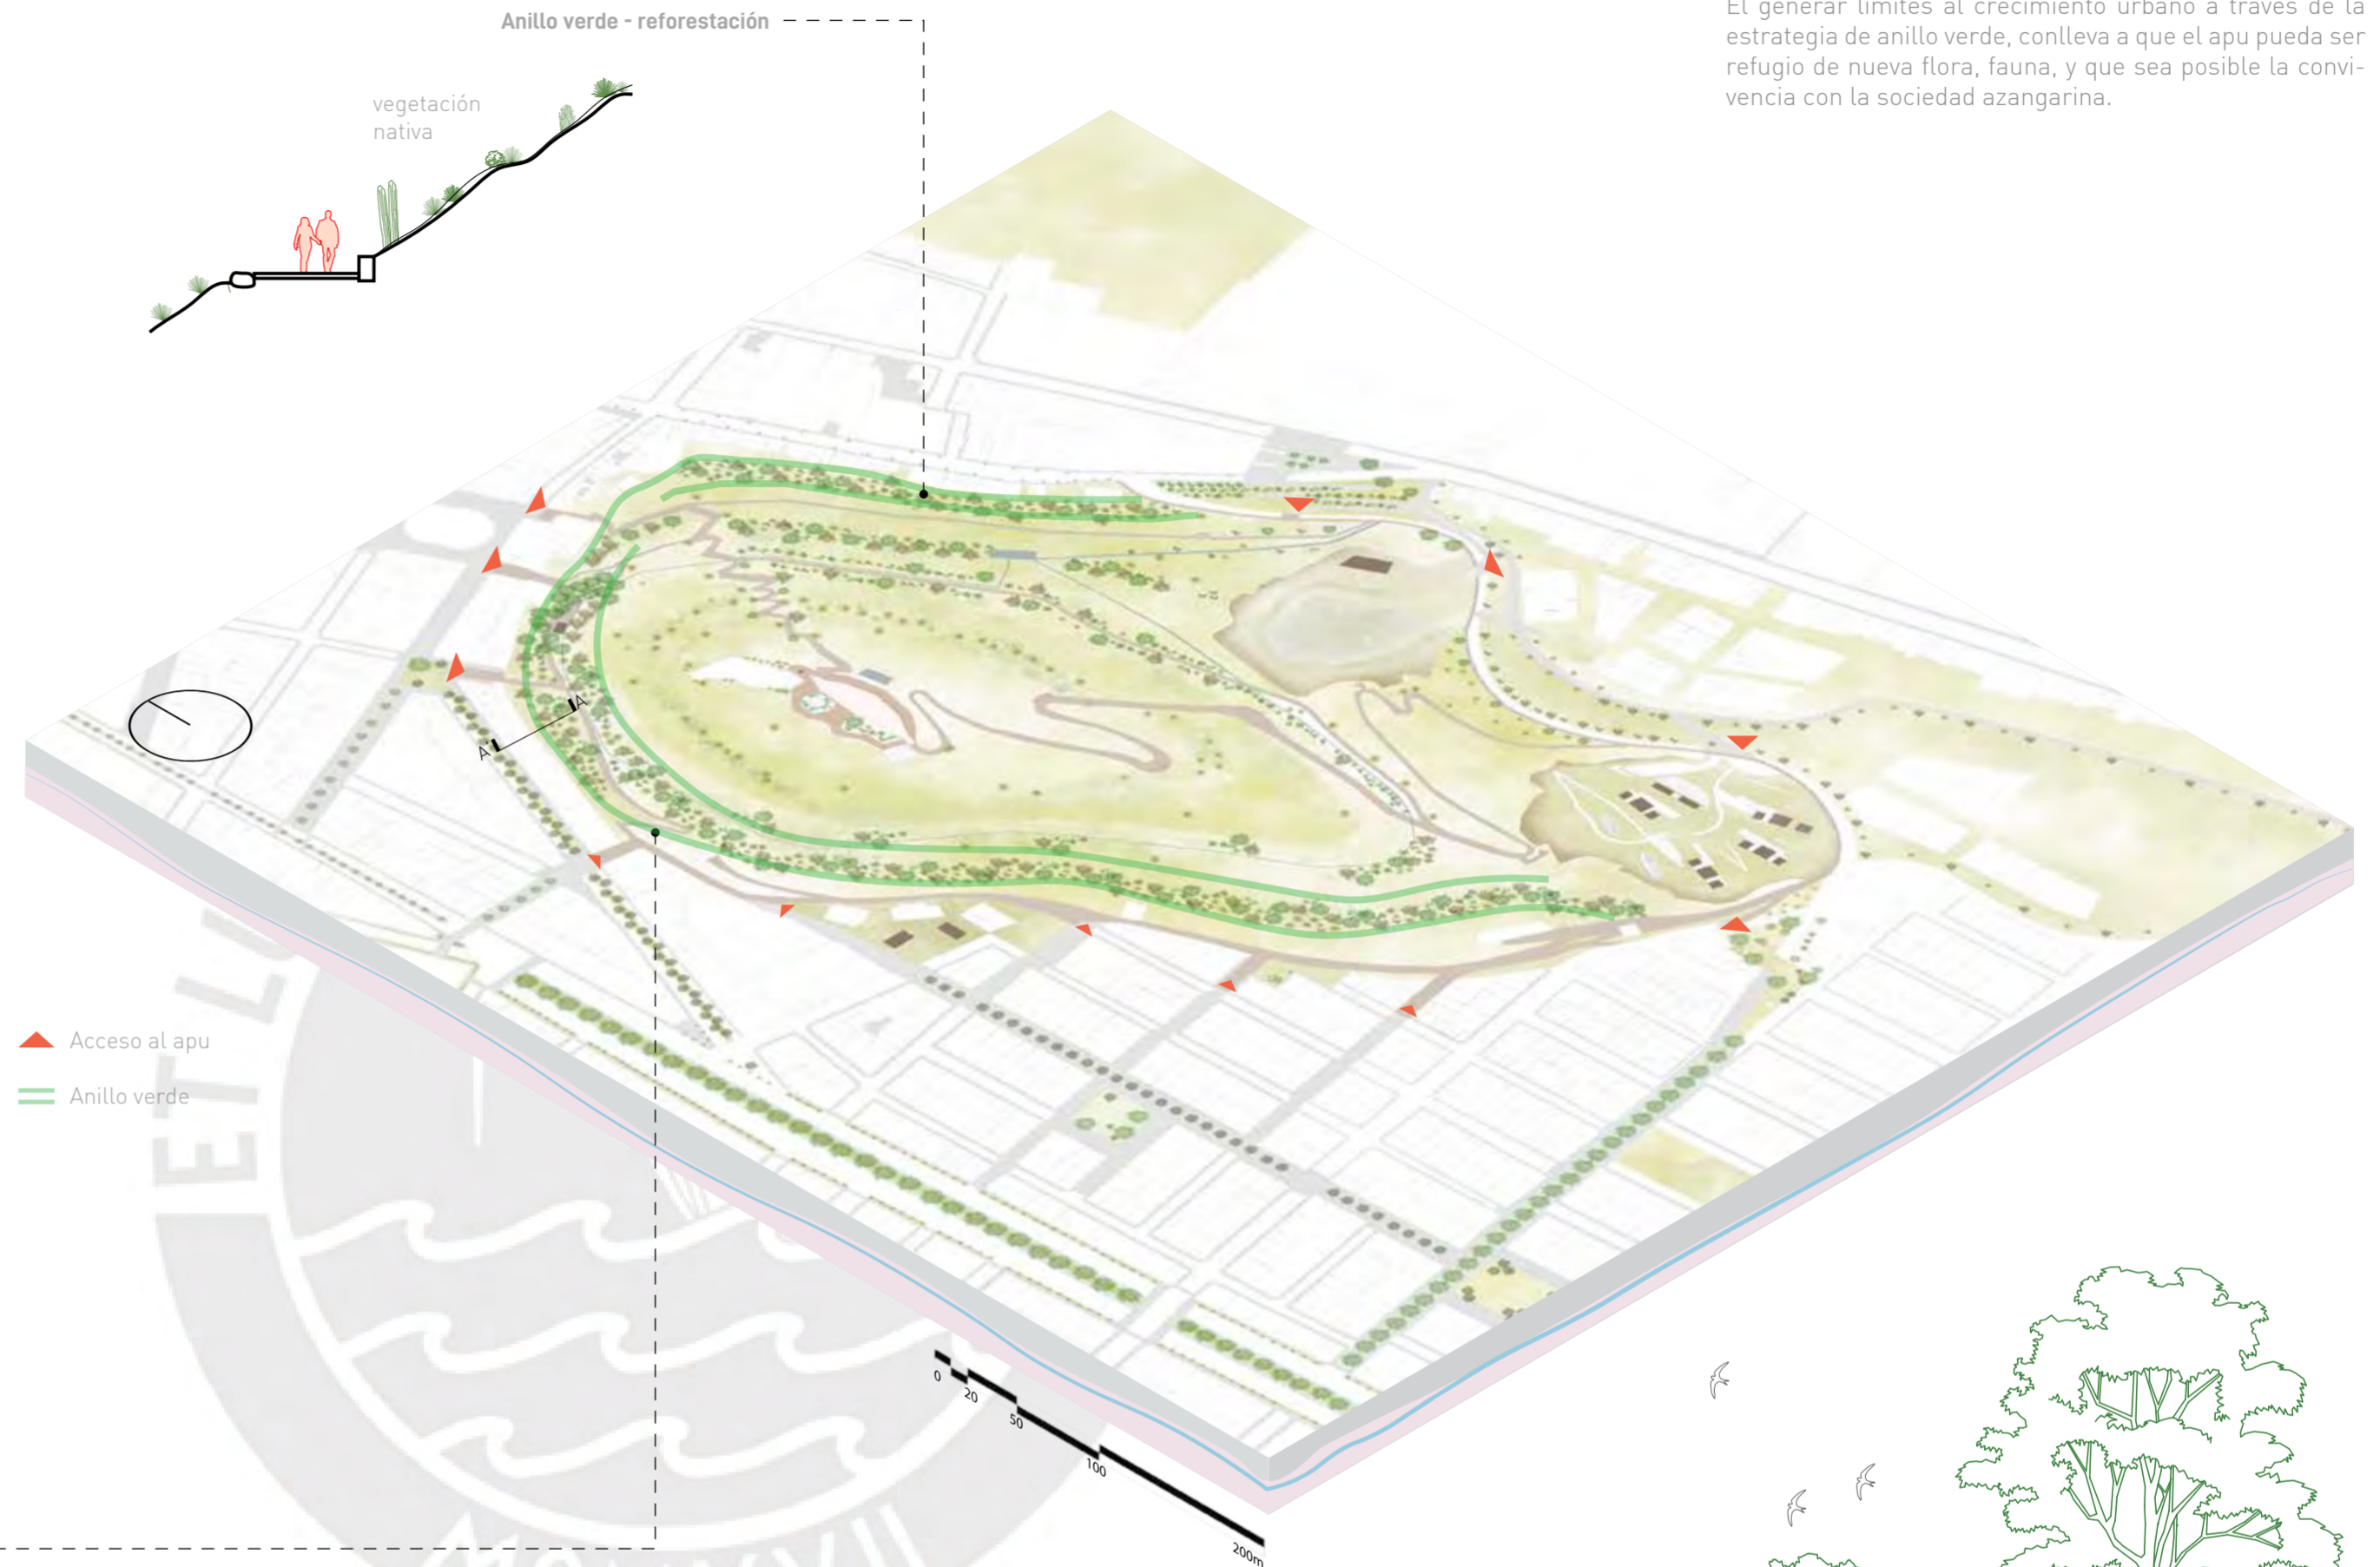 Anillo verde - reforestación
El generar límites al crecimiento urbano a través de la
estrategia de anillo verde, conlleva a que el apu pueda ser
refugio de nueva flora, fauna, y que sea posible la convi-
vencia con la sociedad azangarina.
vegetación
nativa
A
A'
Acceso al apu
Anillo verde
0
20
50
100
200m
ET LU